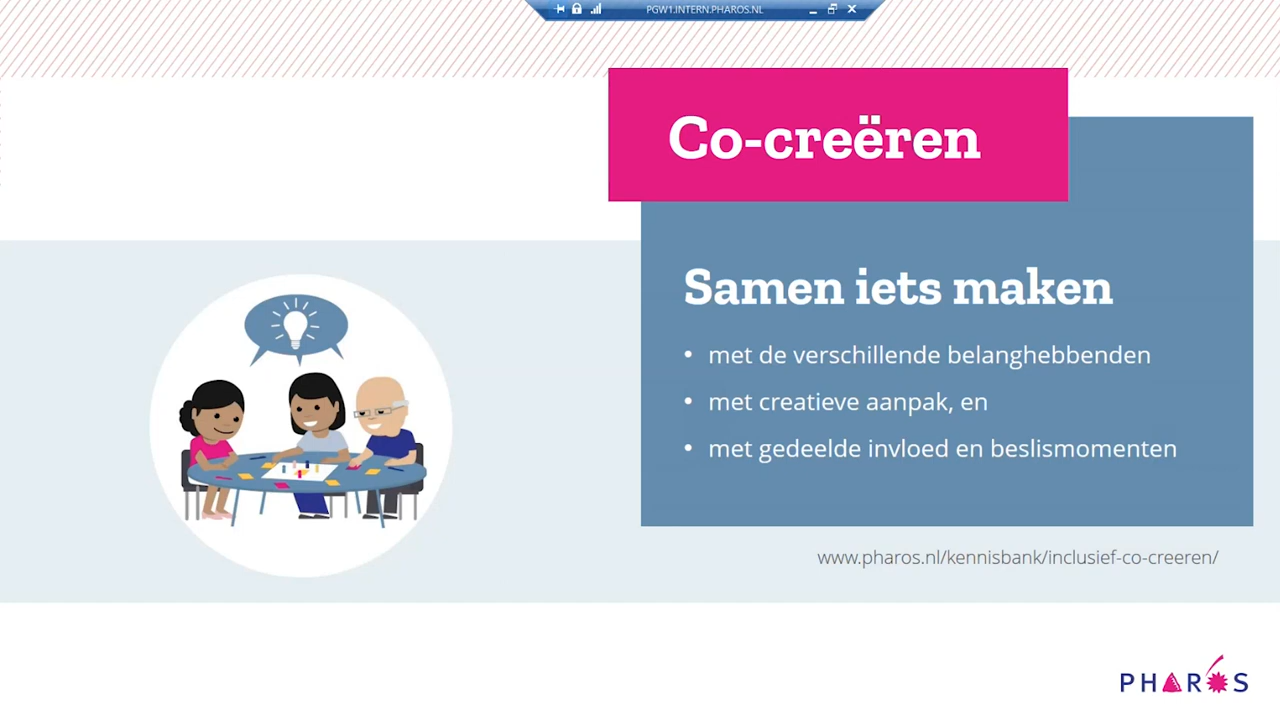 PGW1.INTERN.PHAROS.NL
Co-creëren
Samen iets maken
• met de verschillende belanghebbenden
• met creatieve aanpak, en
• met gedeelde invloed en beslismomenten
www.pharos.nl/kennisbank/inclusief-co-creeren/
PHAROS